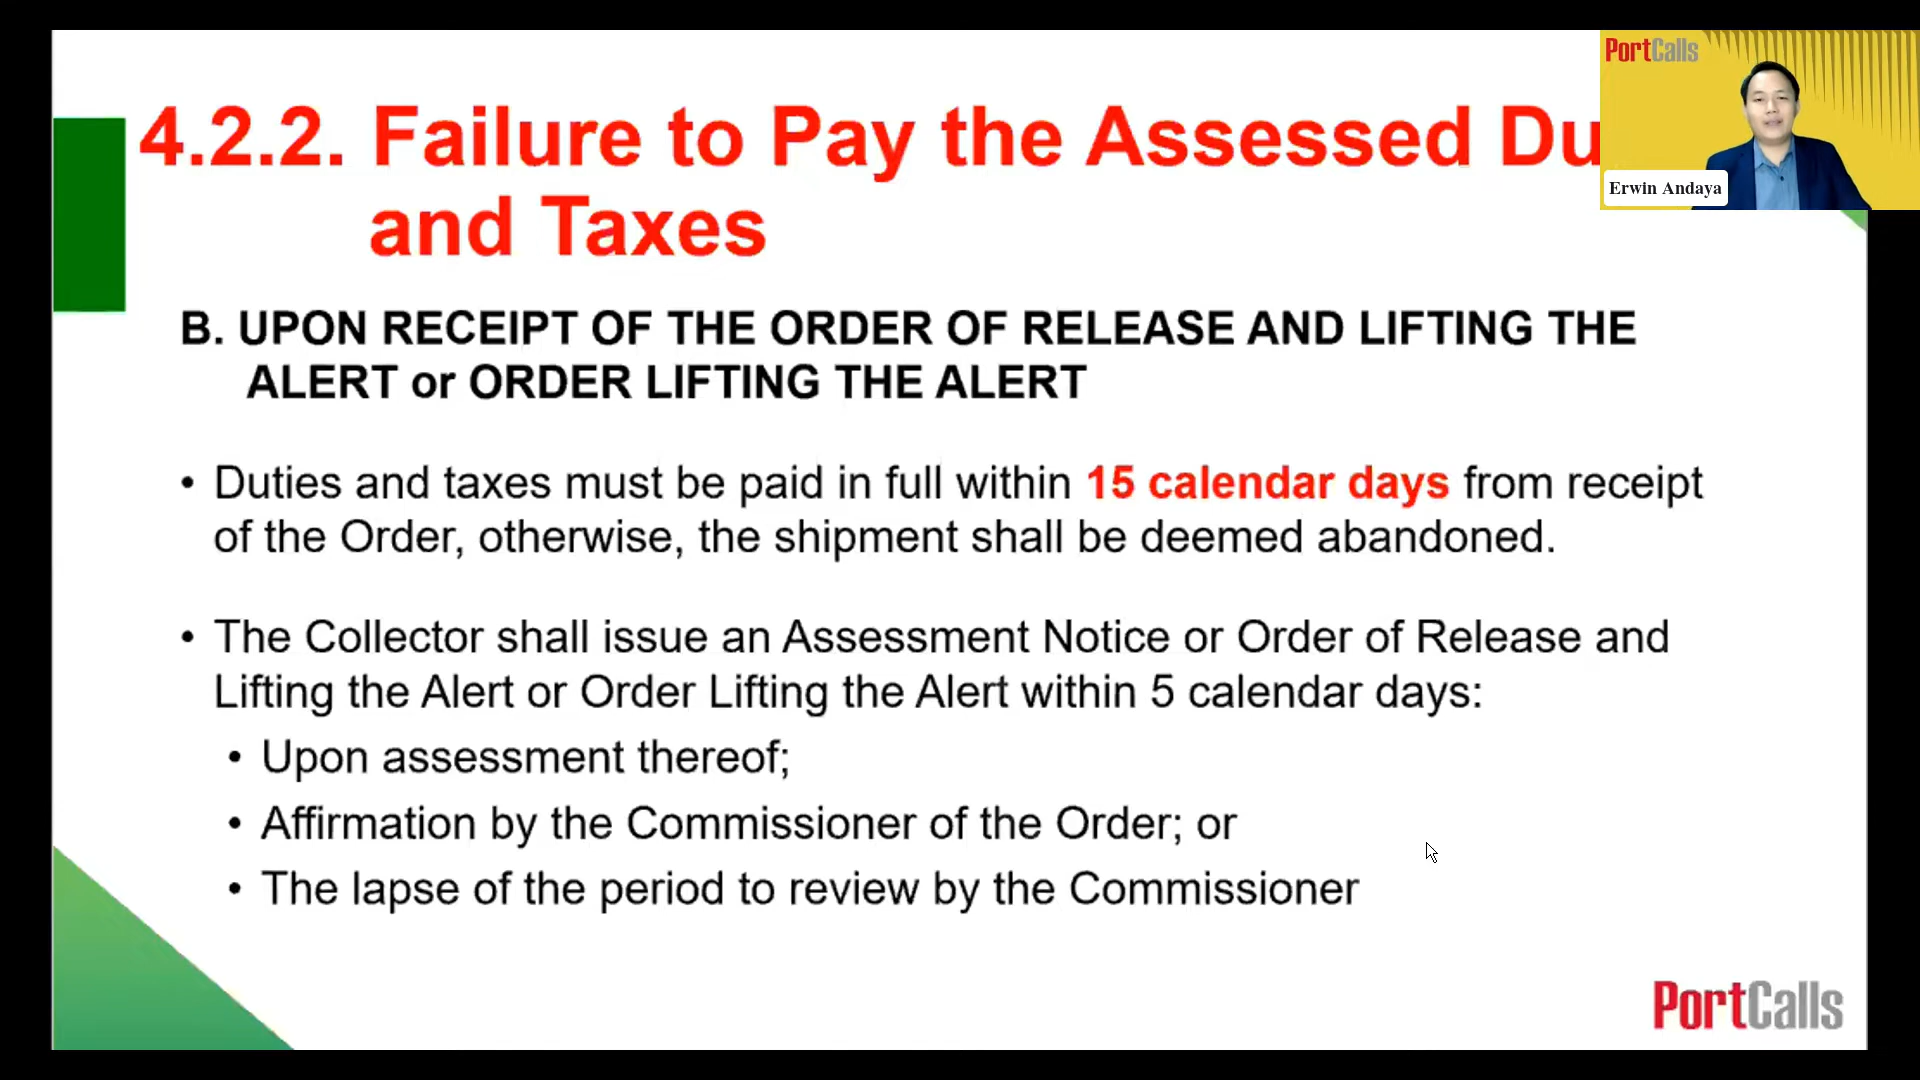 PortCalls
Erwin Andaya
4.2.2. Failure to Pay the Assessed Du
and Taxes
B. UPON RECEIPT OF THE ORDER OF RELEASE AND LIFTING THE
ALERT or ORDER LIFTING THE ALERT
• Duties and taxes must be paid in full within 15 calendar days from receipt
of the Order, otherwise, the shipment shall be deemed abandoned.
• The Collector shall issue an Assessment Notice or Order of Release and
Lifting the Alert or Order Lifting the Alert within 5 calendar days:
• Upon assessment thereof;
• Affirmation by the Commissioner of the Order; or
• The lapse of the period to review by the Commissioner
PortCalls